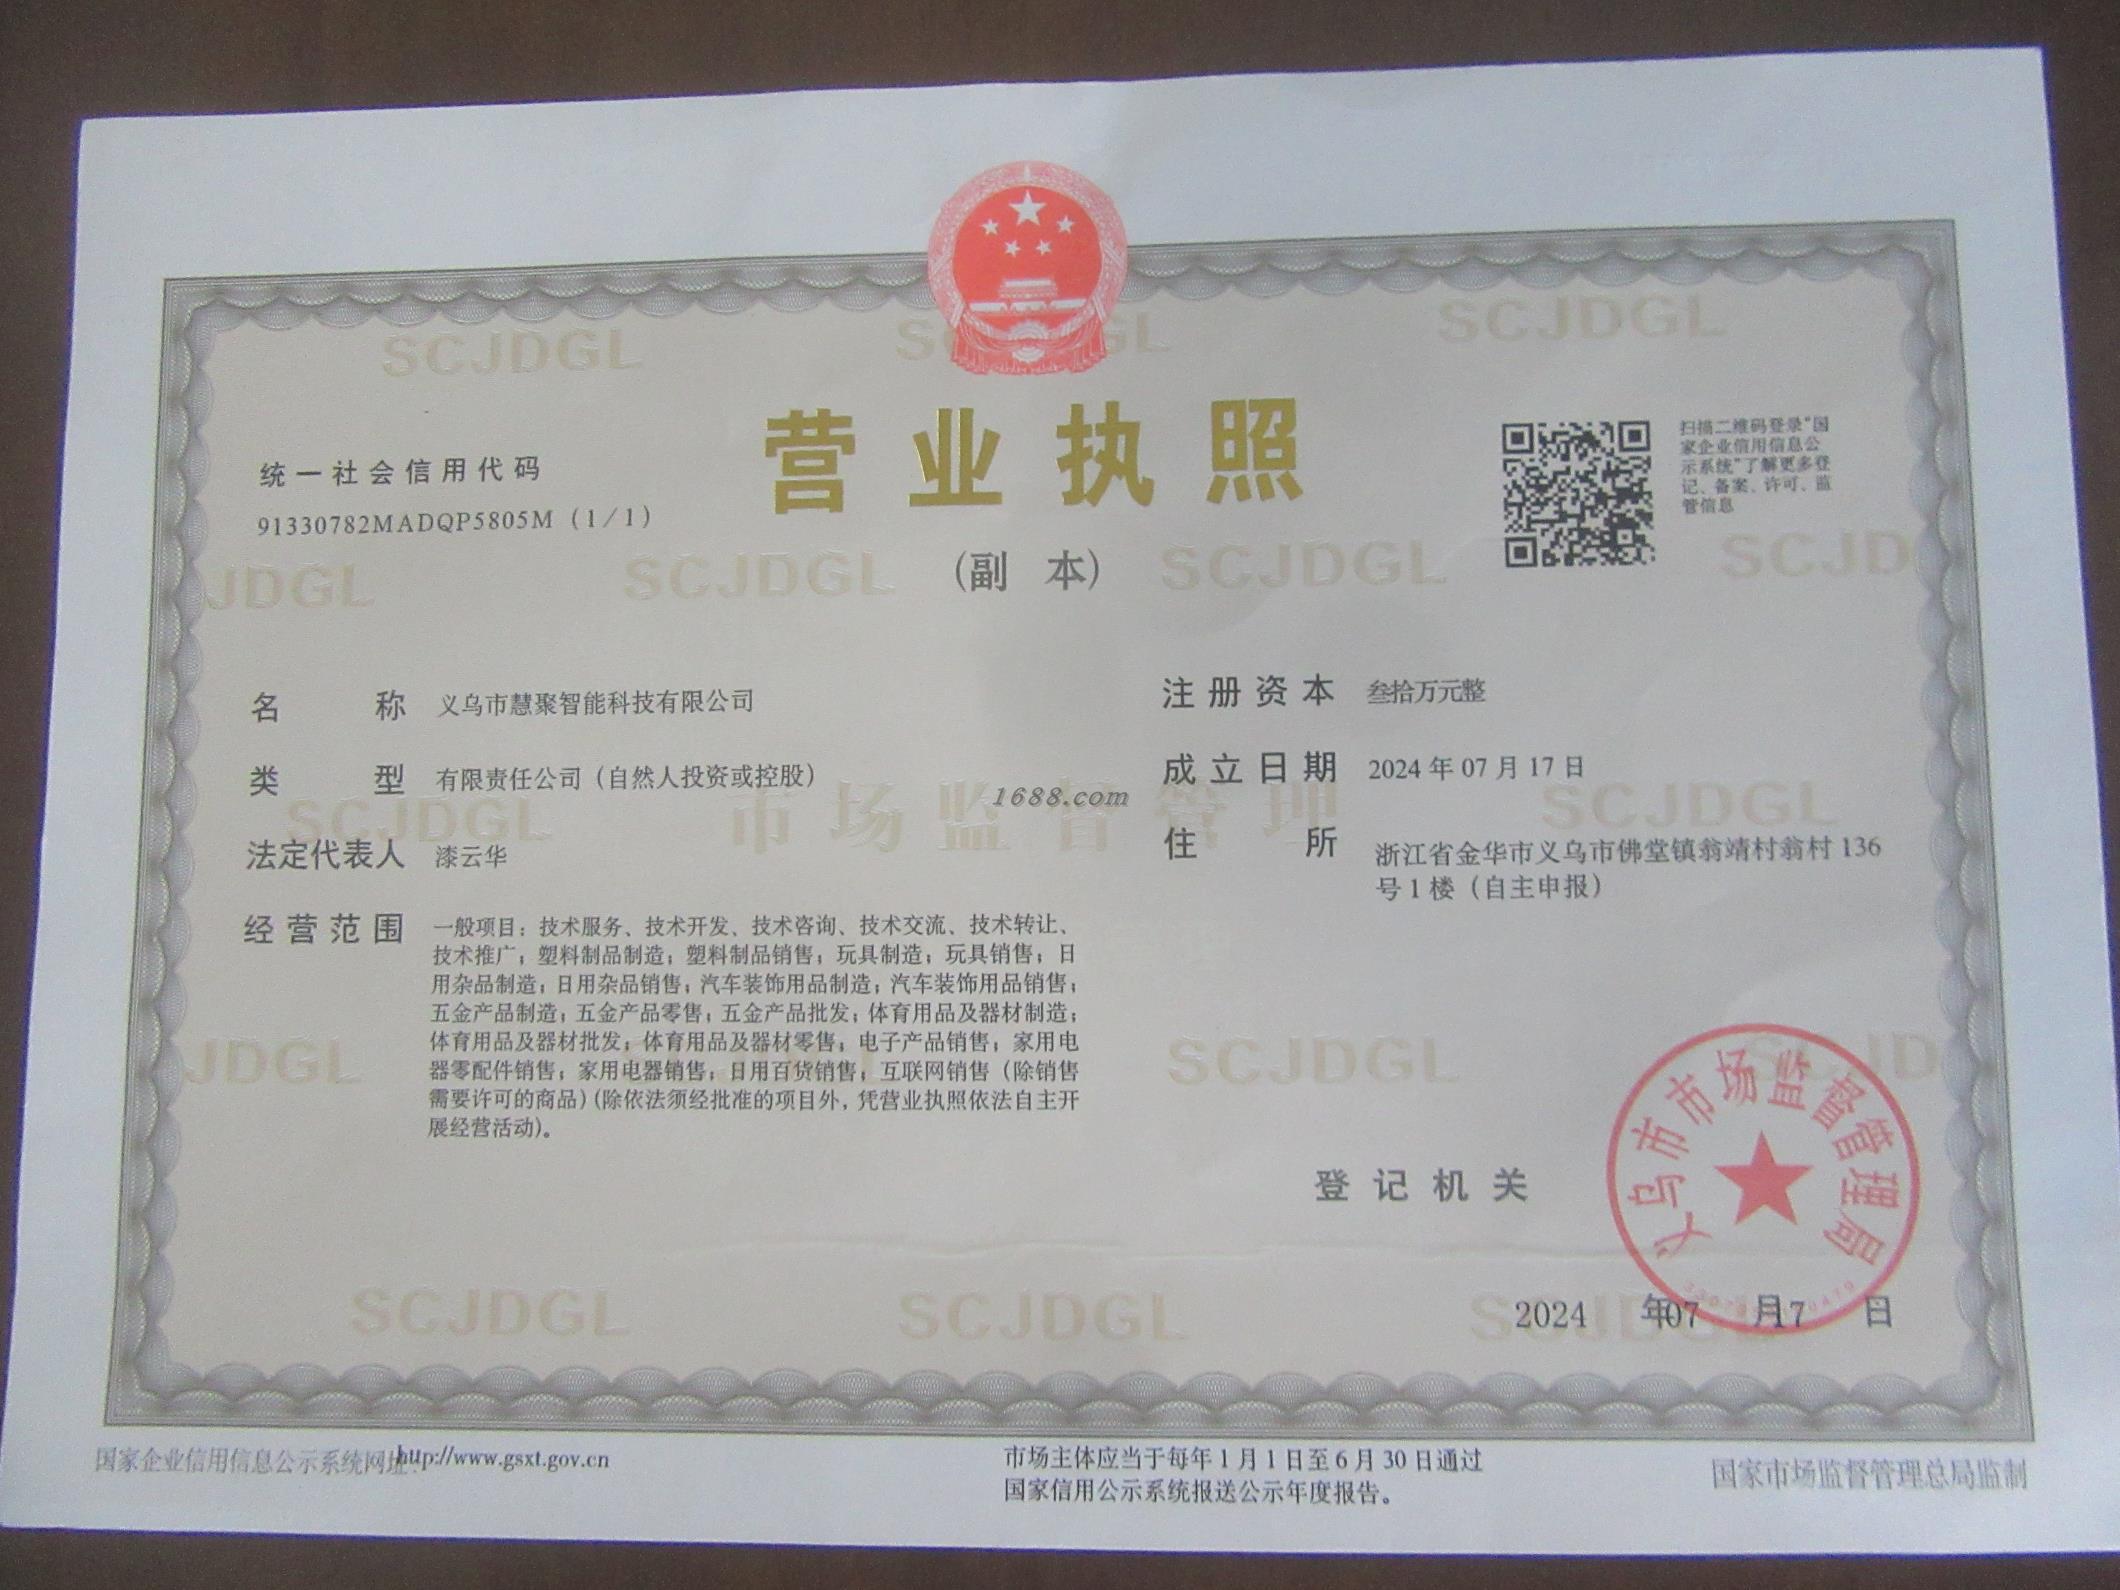 SCJDGL
SCJDGL
营业执照
(副 本)
统一社会信用代码
91330782MADQP5805M (1/1)
扫描二维码登录“国
家企业信用信息公
示系统”了解更多登
记、备案、许可、监
管信息
JDGL
SCJDGL
SCJDGL
SCJD
名 称 义乌市慧聚智能科技有限公司
类 型 有限责任公司（自然人投资或控股）
法定代表人 漆云华
经营范围 一般项目：技术服务、技术开发、技术咨询、技术交流、技术转让、
技术推广；塑料制品制造；塑料制品销售；玩具制造；玩具销售；日
用杂品制造；日用杂品销售；汽车装饰用品制造；汽车装饰用品销售；
五金产品制造；五金产品零售；五金产品批发；体育用品及器材制造；
体育用品及器材批发；体育用品及器材零售；电子产品销售；家用电
器零配件销售；家用电器销售；日用百货销售；互联网销售（除销售
需要许可的商品）(除依法须经批准的项目外，凭营业执照依法自主开
展经营活动)。
注册资本 叁拾万元整
成立日期 2024年07月17日
住 所 浙江省金华市义乌市佛堂镇翁靖村翁村136
号1楼（自主申报）
SCJDGL
市场监督管理
1688.com
SCJDGL
JDGL
SCJDGL
SCJD
登记机关
义乌市市场监督管理局
2024 年07 月17 日
SCJDGL
SCJDGL
国家企业信用信息公示系统网址：http://www.gsxt.gov.cn
市场主体应当于每年1月1日至6月30日通过
国家信用公示系统报送公示年度报告。
国家市场监督管理总局监制